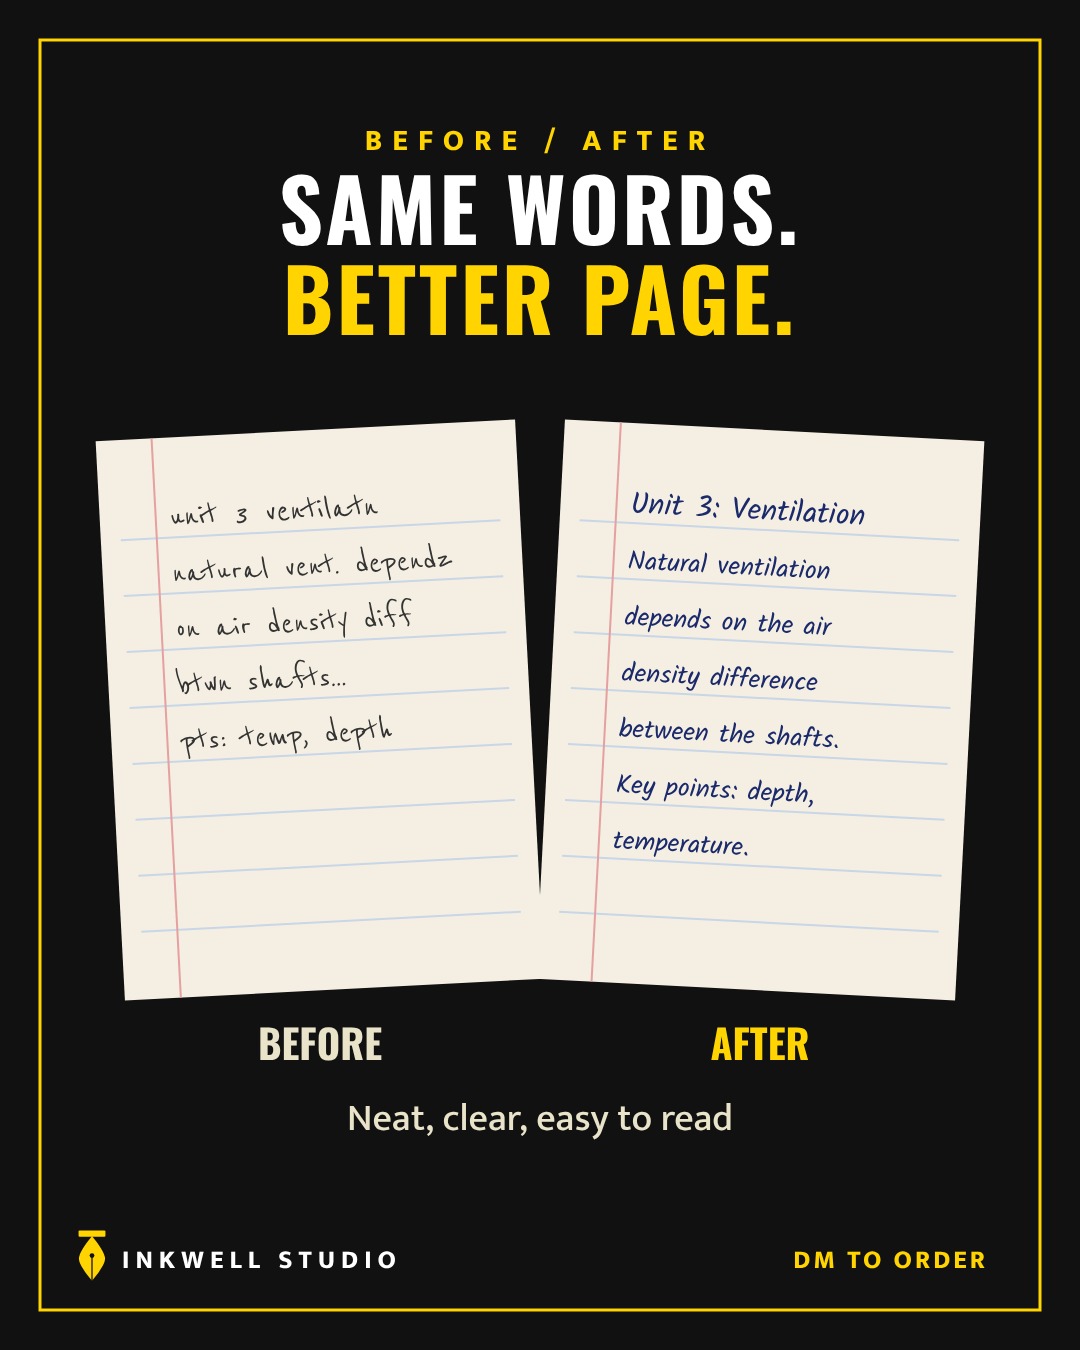 BEFORE / AFTER
SAME WORDS.
BETTER PAGE.
unit 3 ventilatn
natural vent. dependz
on air density diff
btwn shafts...
pts: temp, depth
Unit 3: Ventilation
Natural ventilation
depends on the air
density difference
between the shafts.
Key points: depth,
temperature.
BEFORE
AFTER
Neat, clear, easy to read
INKWELL STUDIO
DM TO ORDER